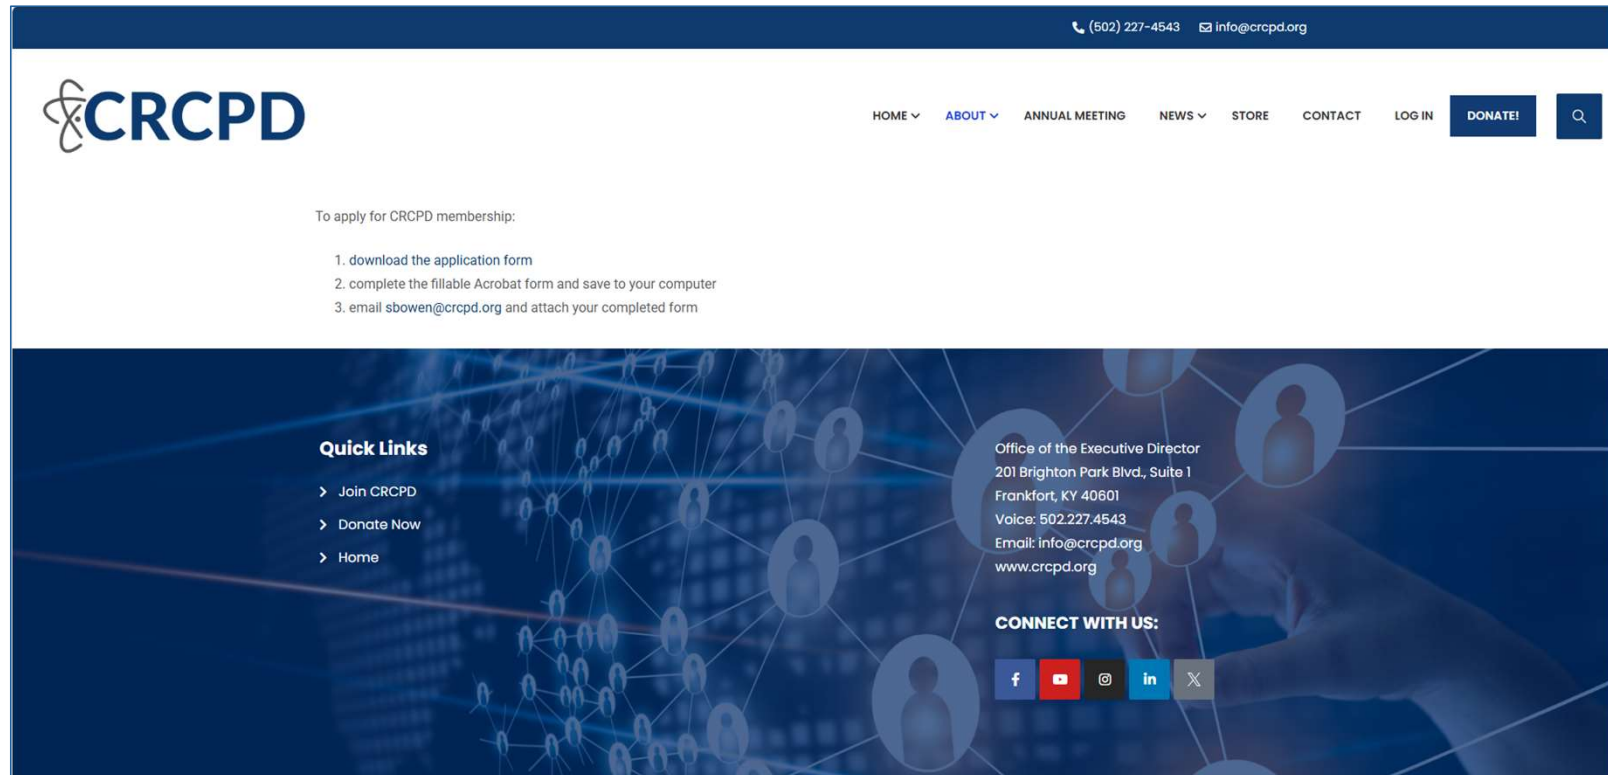 (502) 227-4543 info@crcpd.org
CRCPD
HOME ABOUT ANNUAL MEETING NEWS STORE CONTACT LOG IN DONATE!
To apply for CRCPD membership:
1. download the application form
2. complete the fillable Acrobat form and save to your computer
3. email sbowen@crcpd.org and attach your completed form
Quick Links
Join CRCPD
Donate Now
Home
Office of the Executive Director
201 Brighton Park Blvd., Suite 1
Frankfort, KY 40601
Voice: 502.227.4543
Email: info@crcpd.org
www.crcpd.org
CONNECT WITH US: